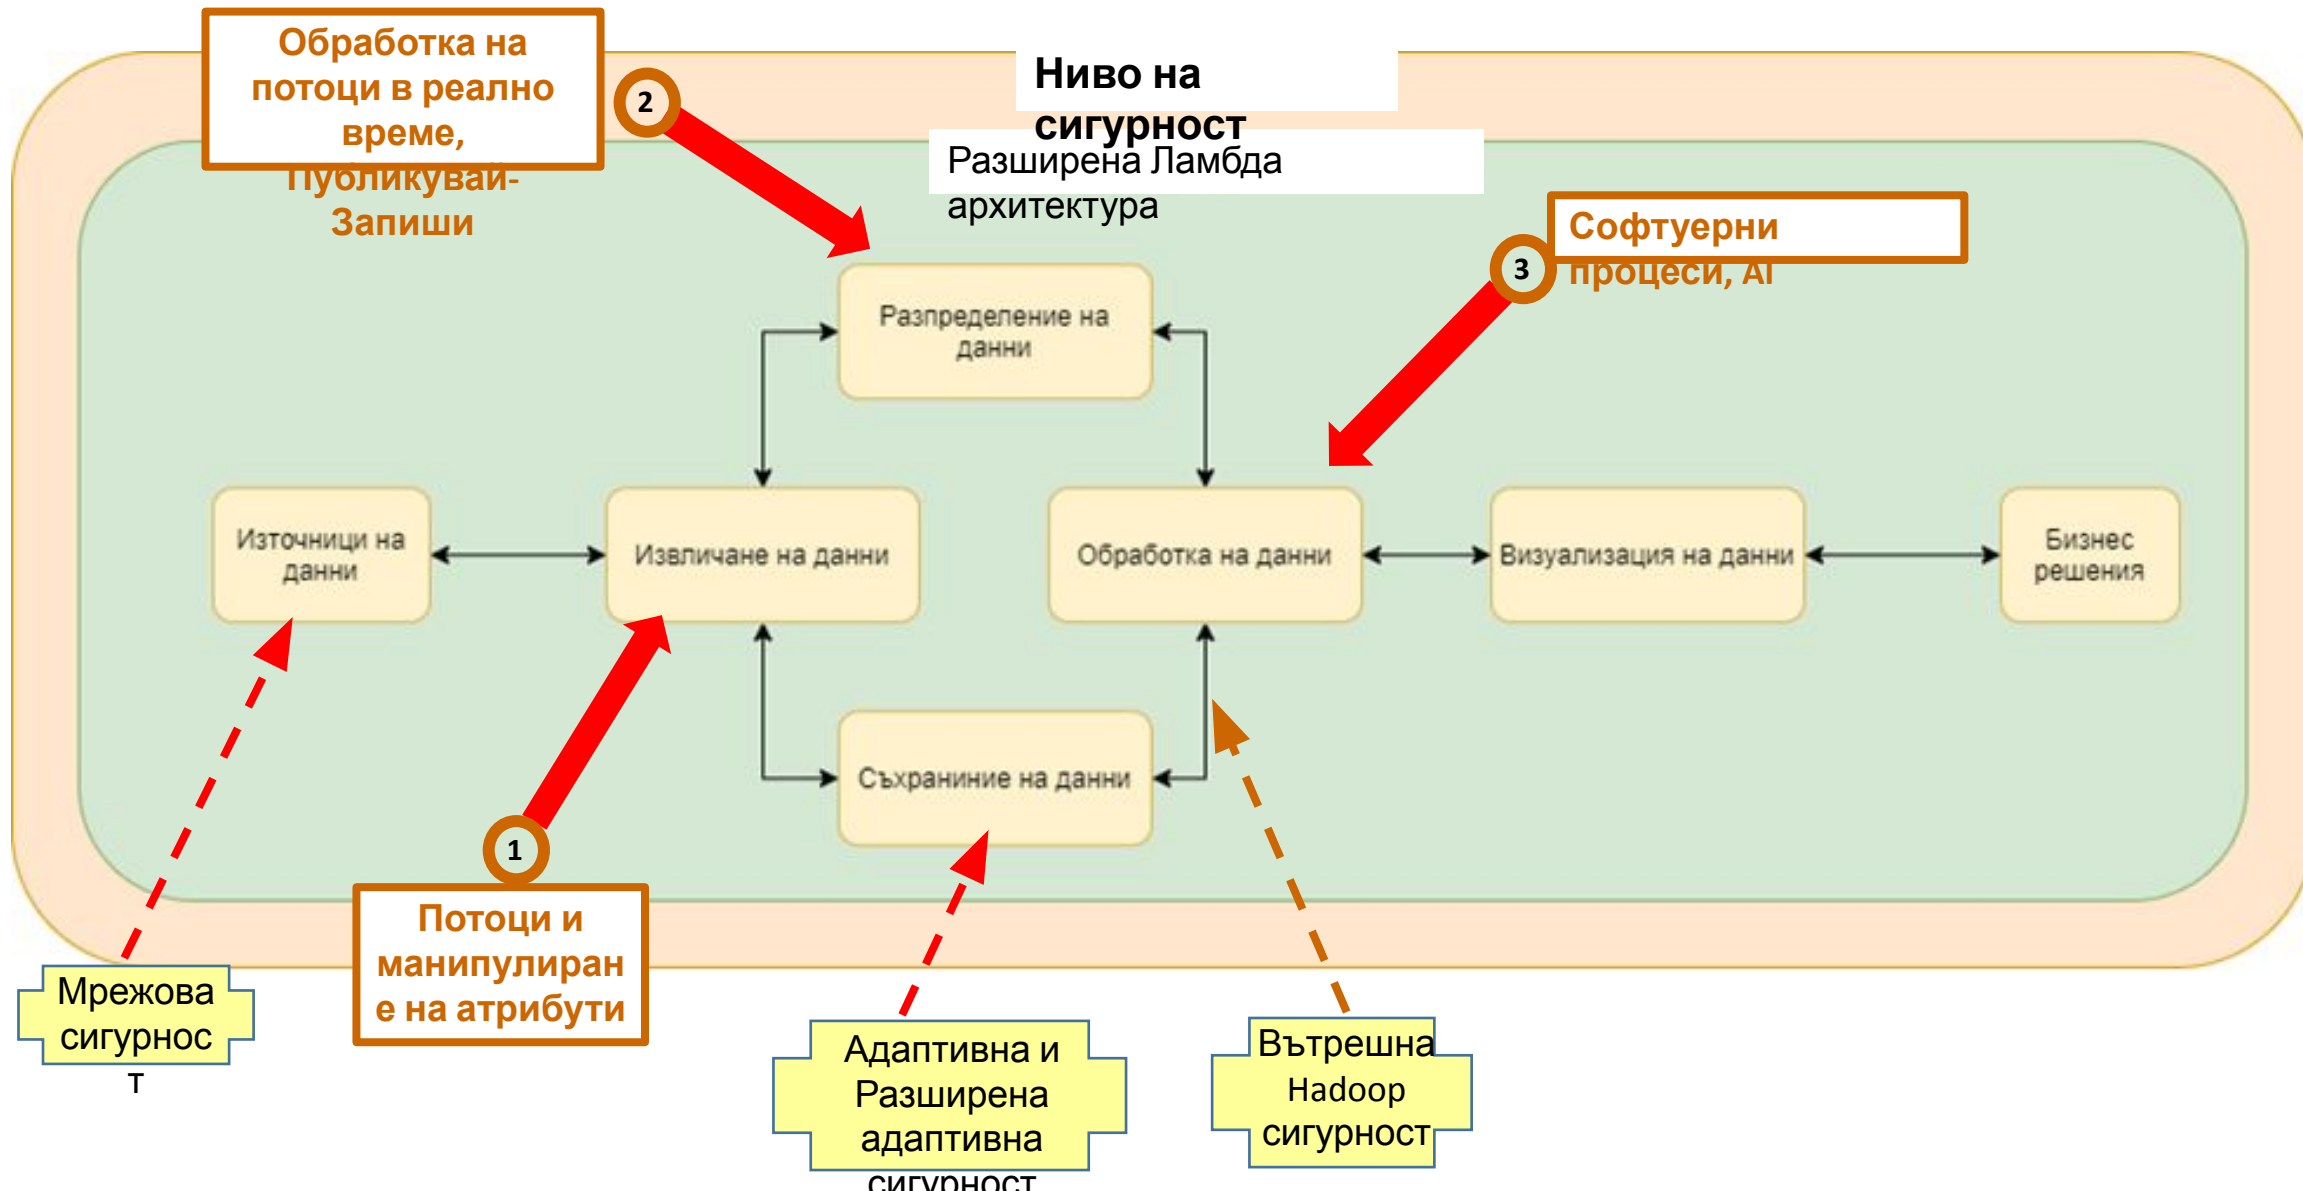 Обработка на
потоци в реално
време,
Публикувай-
Запиши
2
Ниво на
сигурност
Разширена Ламбда
архитектура
Софтуерни
процеси, AI
3
Разпределение на
данни
Източници на
данни
Извличане на данни
Обработка на данни
Визуализация на данни
Бизнес
решения
Съхраниние на данни
1
Потоци и
манипулиран
е на атрибути
Мрежова
сигурнос
т
Адаптивна и
Разширена
адаптивна
сигурност
Вътрешна
Hadoop
сигурност